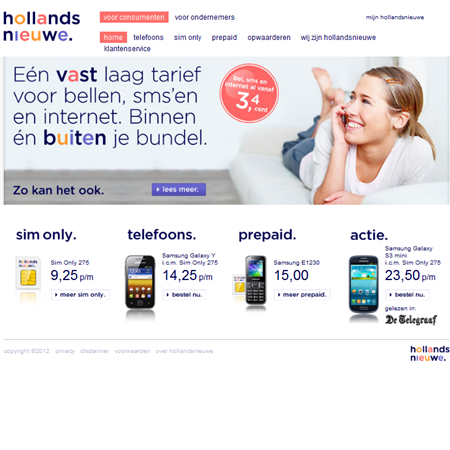 hollands
nieuwe.
voor consumenten voor ondernemers mijn hollandsnieuwe
home telefoons sim only prepaid opwaarderen wij zijn hollandsnieuwe
klantenservice
Eén vast laag tarief
voor bellen, sms'en
en internet. Binnen
én buiten je bundel.
Bel, sms en
internet al vanaf
3,4
cent
Zo kan het ook.
lees meer.
sim only.
Sim Only 275
9,25 p/m
meer sim only.
telefoons.
Samsung Galaxy Y
i.c.m. Sim Only 275
14,25 p/m
bestel nu.
prepaid.
Samsung E1230
15,00
meer prepaid.
actie.
Samsung Galaxy
S3 mini
i.c.m. Sim Only 275
23,50 p/m
bestel nu.
gelezen in:
De Telegraaf
copyright ©2012 privacy disclaimer voorwaarden over hollandsnieuwe
hollands
nieuwe.